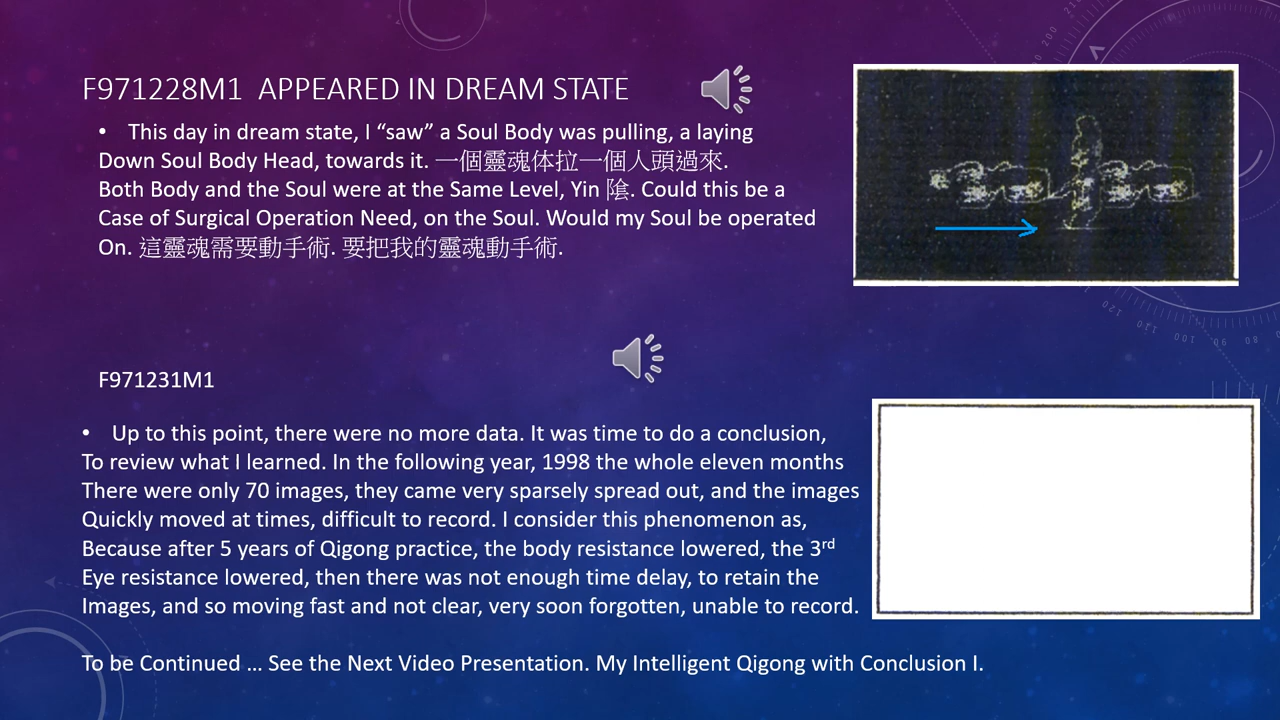 F971228M1 APPEARED IN DREAM STATE
• This day in dream state, I “saw” a Soul Body was pulling, a laying
Down Soul Body Head, towards it. 一個靈魂体拉一個人頭過來.
Both Body and the Soul were at the Same Level, Yin 陰. Could this be a
Case of Surgical Operation Need, on the Soul. Would my Soul be operated
On. 這靈魂需要動手術. 要把我的靈魂動手術.
F971231M1
• Up to this point, there were no more data. It was time to do a conclusion,
To review what I learned. In the following year, 1998 the whole eleven months
There were only 70 images, they came very sparsely spread out, and the images
Quickly moved at times, difficult to record. I consider this phenomenon as,
Because after 5 years of Qigong practice, the body resistance lowered, the 3rd
Eye resistance lowered, then there was not enough time delay, to retain the
Images, and so moving fast and not clear, very soon forgotten, unable to record.
To be Continued ... See the Next Video Presentation. My Intelligent Qigong with Conclusion I.